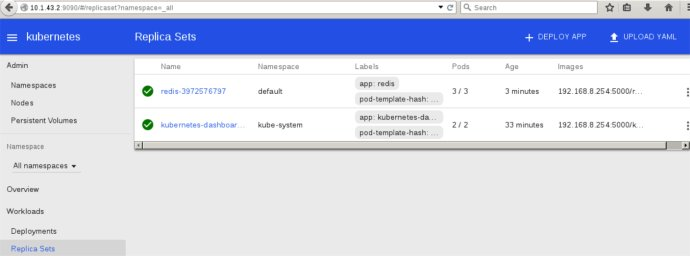 10.1.43.2:9090/#/replicaset?namespace=_all
Search
kubernetes
Replica Sets
+ DEPLOY APP
UPLOAD YAML
Admin
Namespaces
Nodes
Persistent Volumes
Namespace
All namespaces
Overview
Workloads
Deployments
Replica Sets
Name Namespace Labels Pods Age Images
redis-3972576797 default app: redis 3 / 3 3 minutes 192.168.8.254:5000/r...
pod-template-hash: ...
kubernetes-dashboar... kube-system app: kubernetes-da... 2 / 2 33 minutes 192.168.8.254:5000/k...
pod-template-hash: ...